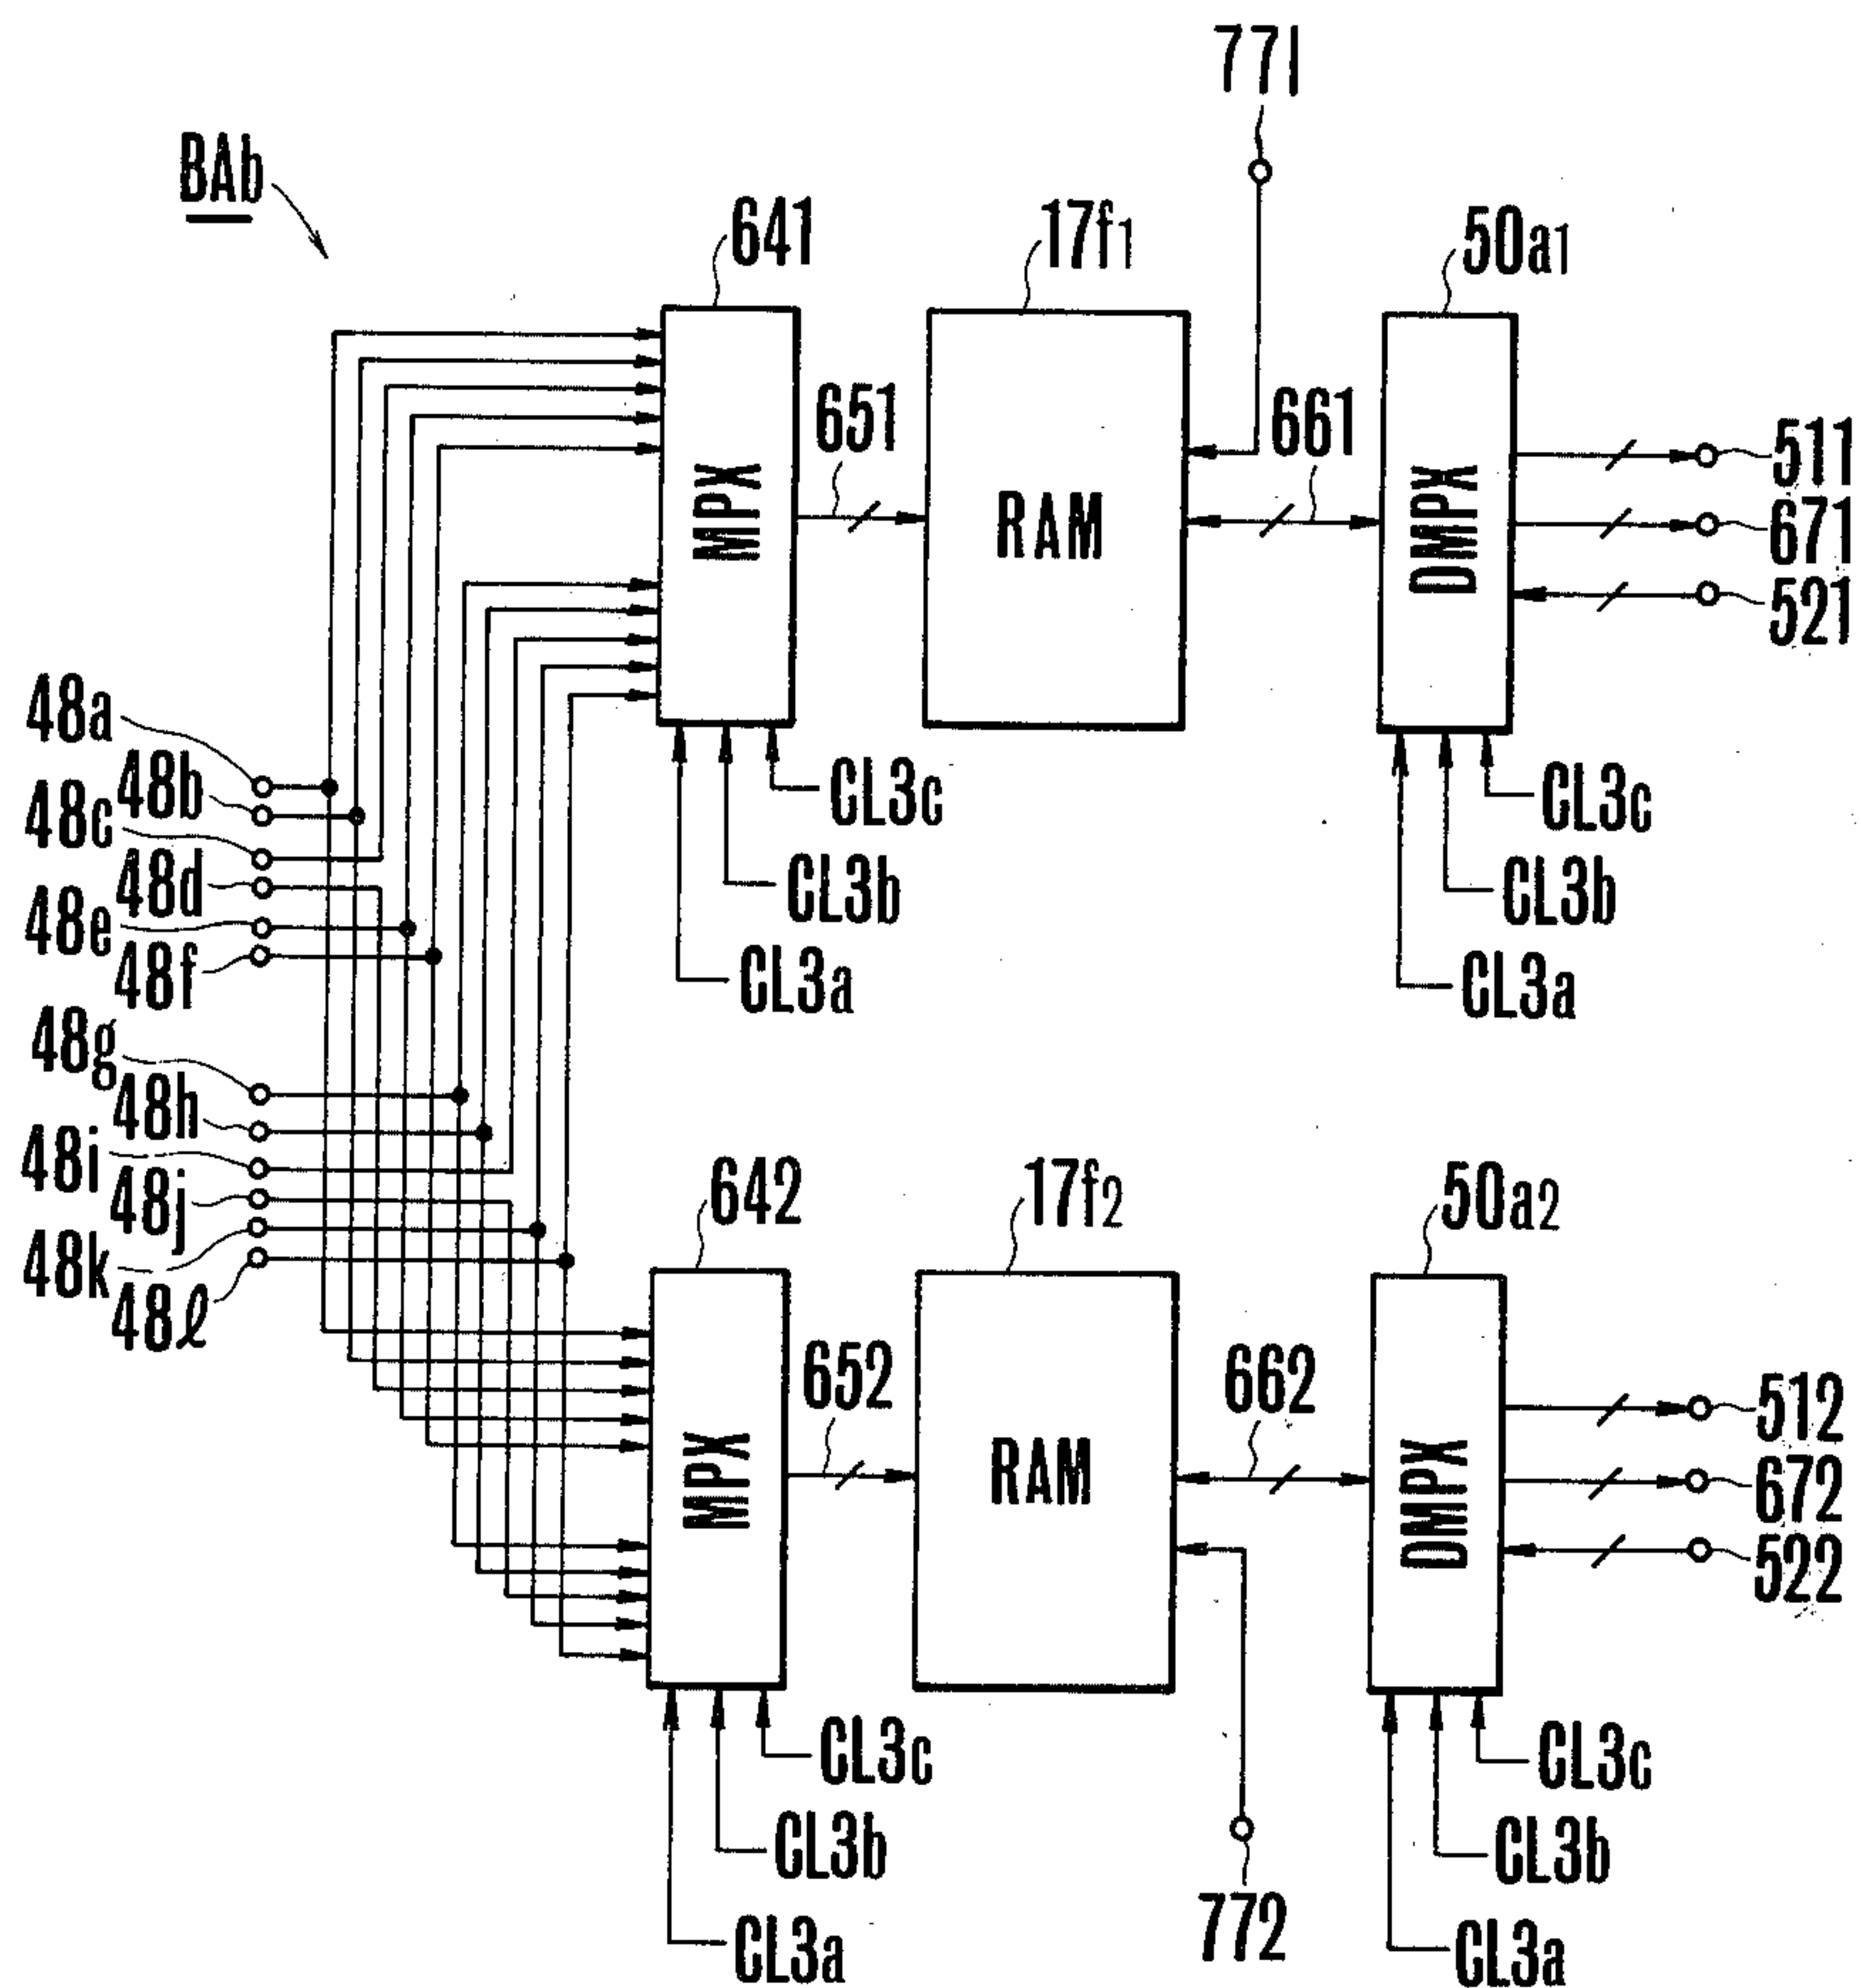 771
BAb
641
17f1
50a1
651
661
MPX
RAM
DMPX
511
671
521
48a
48b
48c
48d
48e
48f
CL3c
CL3b
CL3a
CL3c
CL3b
CL3a
48g
48h
48i
48j
48k
48ℓ
642
17f2
50a2
652
662
MPX
RAM
DMPX
512
672
522
CL3c
CL3b
CL3a
772
CL3c
CL3b
CL3a